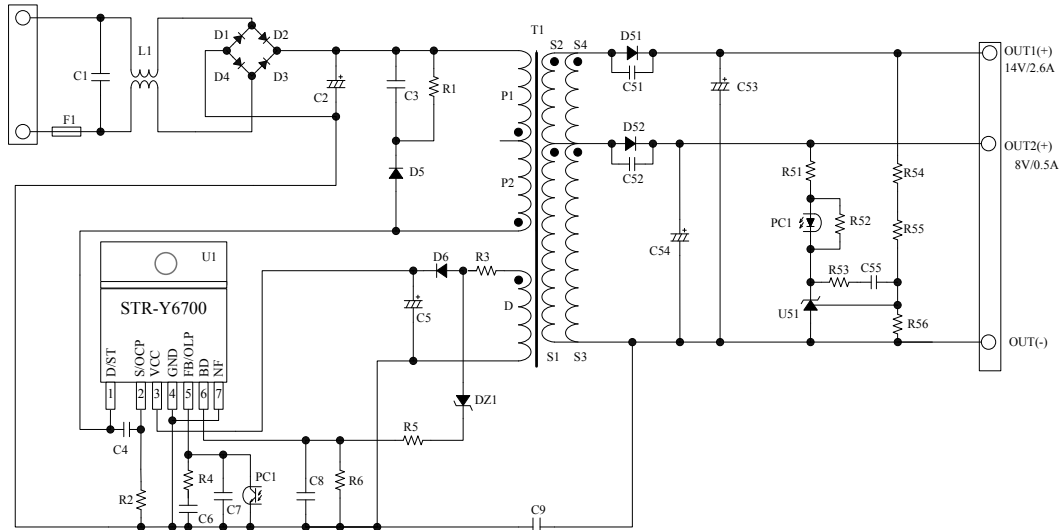 T1
D1
D2
D4
D3
L1
C1
F1
C2
C3
R1
D5
P1
P2
S2
S4
D51
C51
C53
OUT1(+)
14V/2.6A
D52
C52
OUT2(+)
8V/0.5A
R51
R54
PC1
R52
R55
C54
R53
C55
U51
R56
OUT(-)
S1
S3
U1
STR-Y6700
D/ST
S/OCP
VCC
GND
FB/OLP
BD
NF
1
2
3
4
5
6
7
D6
R3
C5
D
DZ1
R5
C4
R2
R4
C6
C7
PC1
C8
R6
C9